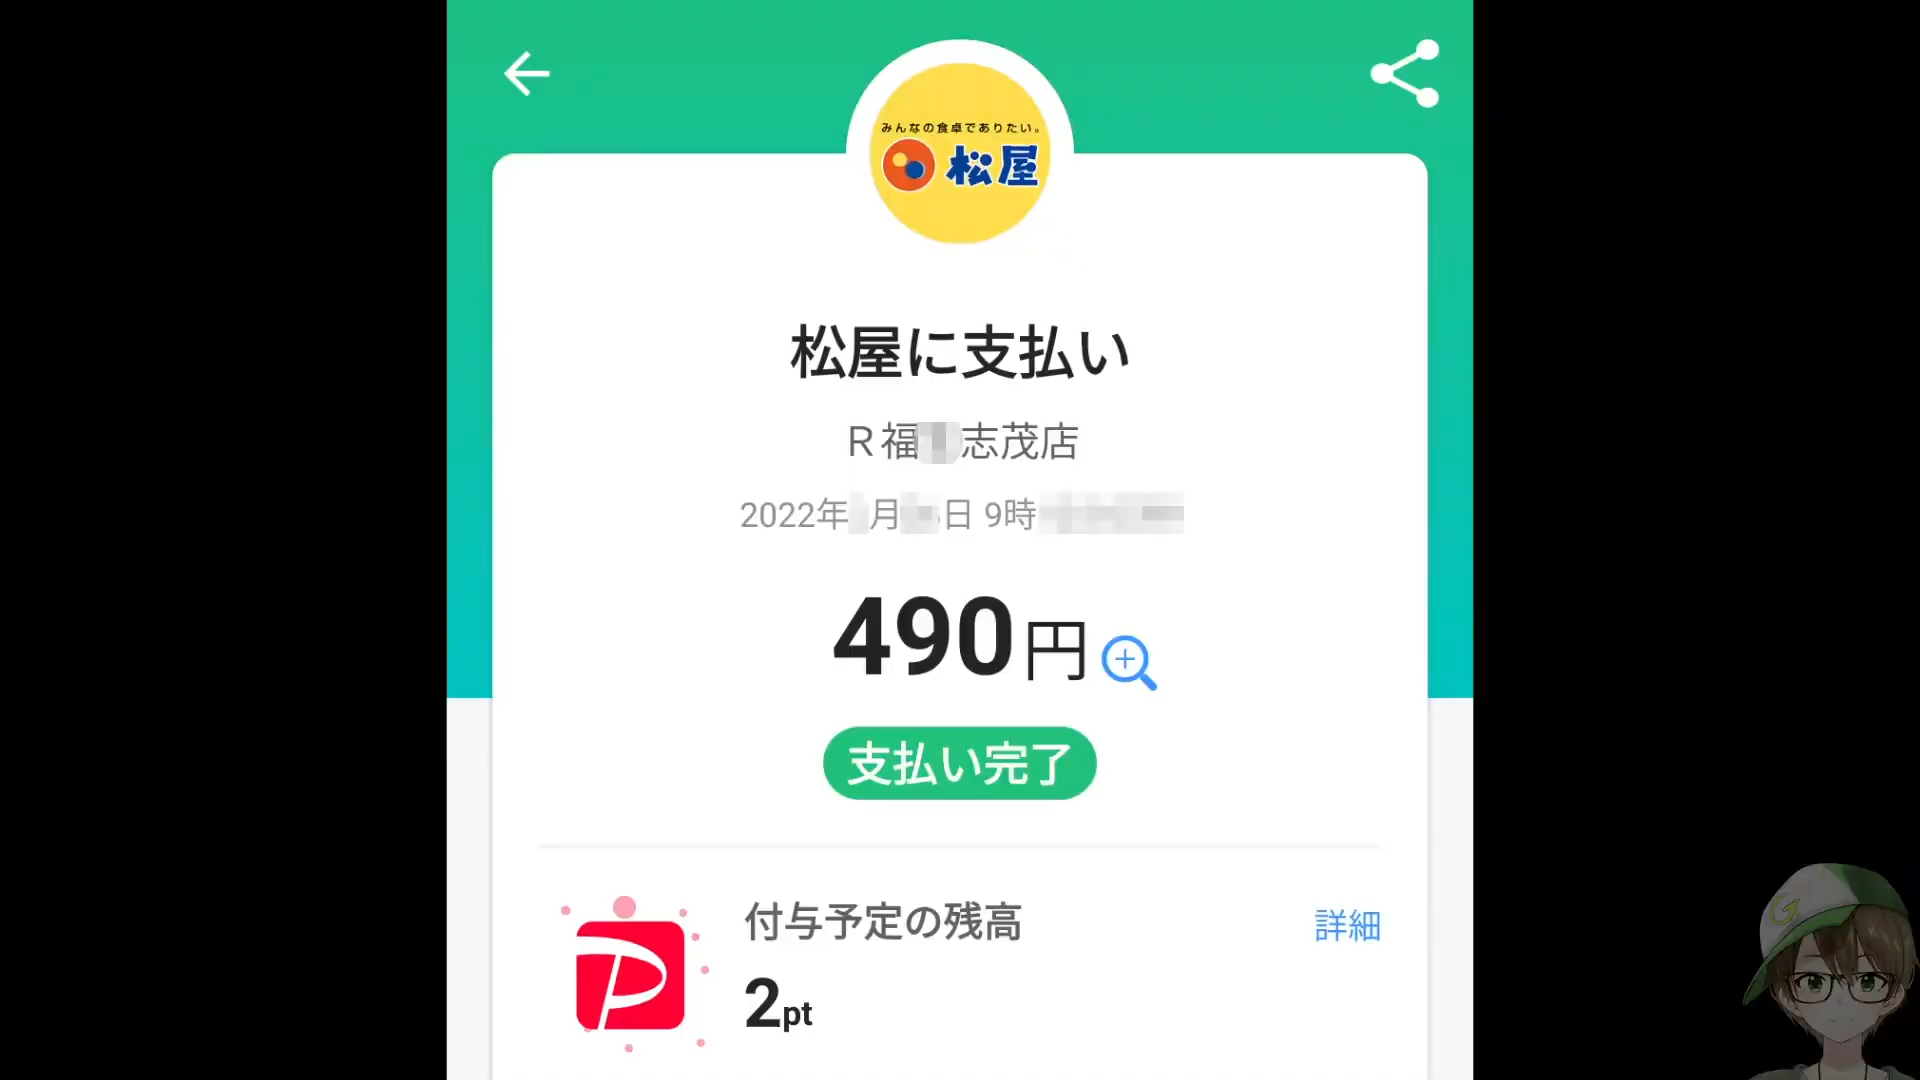 みんなの食卓でありたい。
松屋
松屋に支払い
R福 志茂店
2022年 月 日 9時
490円
支払い完了
付与予定の残高
詳細
2pt